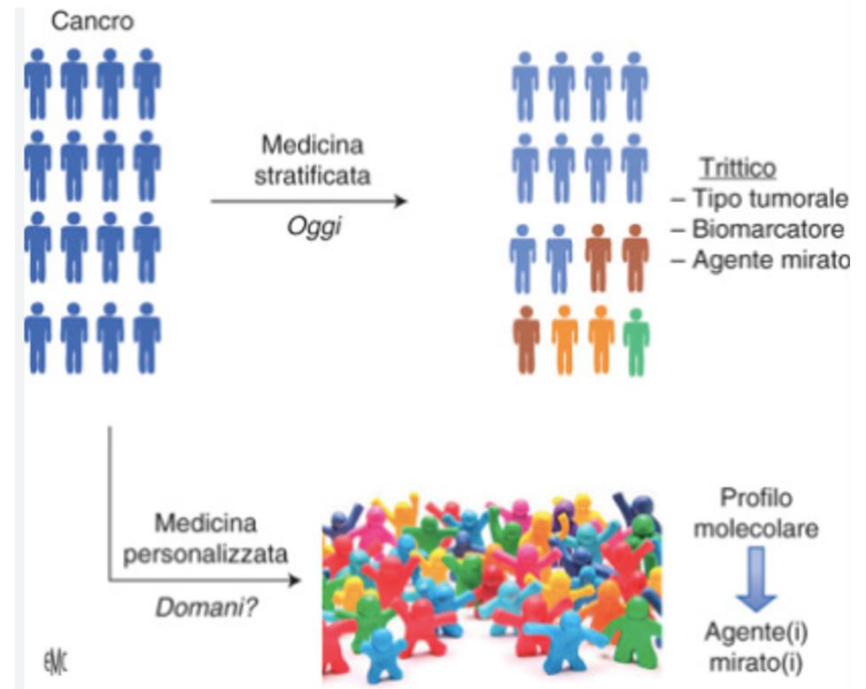 Cancro
Medicina
stratificata
Oggi
Trittico
– Tipo tumorale
– Biomarcatore
– Agente mirato
Medicina
personalizzata
Domani?
Profilo
molecolare
Agente(i)
mirato(i)
EMC